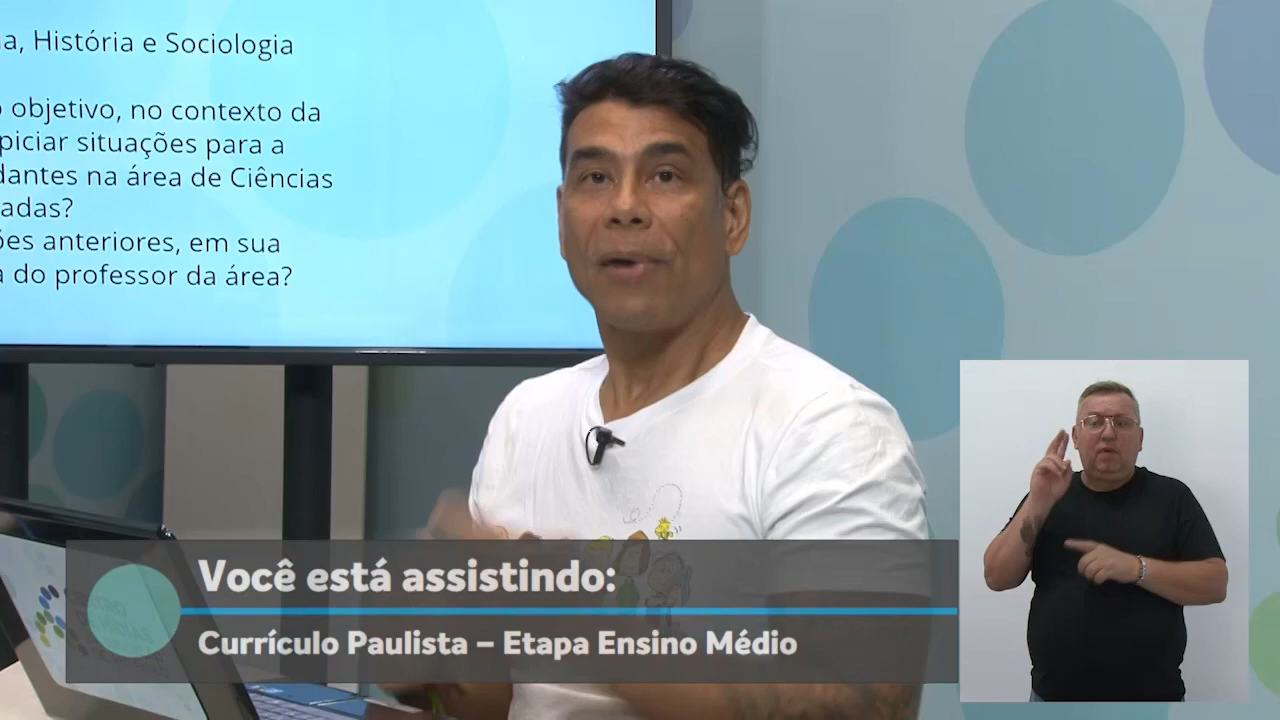 a, História e Sociologia
objetivo, no contexto da
piciar situações para a
dantes na área de Ciências
adas?
ões anteriores, em sua
a do professor da área?
Você está assistindo:
Currículo Paulista – Etapa Ensino Médio